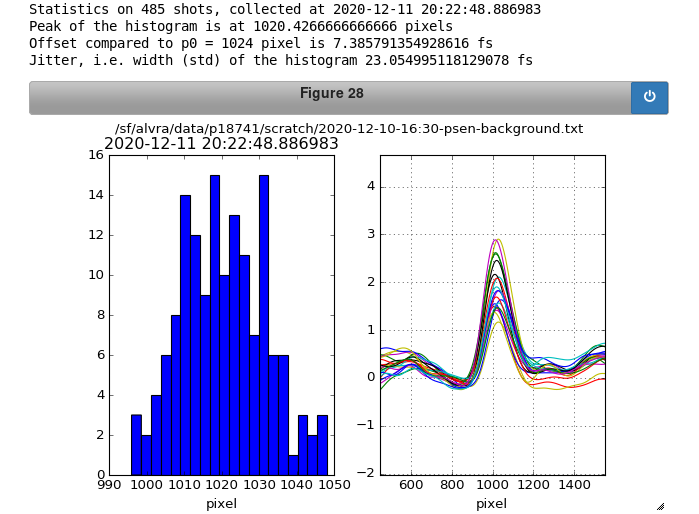 Statistics on 485 shots, collected at 2020-12-11 20:22:48.886983
Peak of the histogram is at 1020.4266666666666 pixels
Offset compared to p0 = 1024 pixel is 7.385791354928616 fs
Jitter, i.e. width (std) of the histogram 23.054995118129078 fs
Figure 28
/sf/alvra/data/p18741/scratch/2020-12-10-16:30-psen-background.txt
2020-12-11 20:22:48.886983
16
14
12
10
8
6
4
2
0
990 1000 1010 1020 1030 1040 1050
pixel
4
3
2
1
0
−1
−2
600 800 1000 1200 1400
pixel